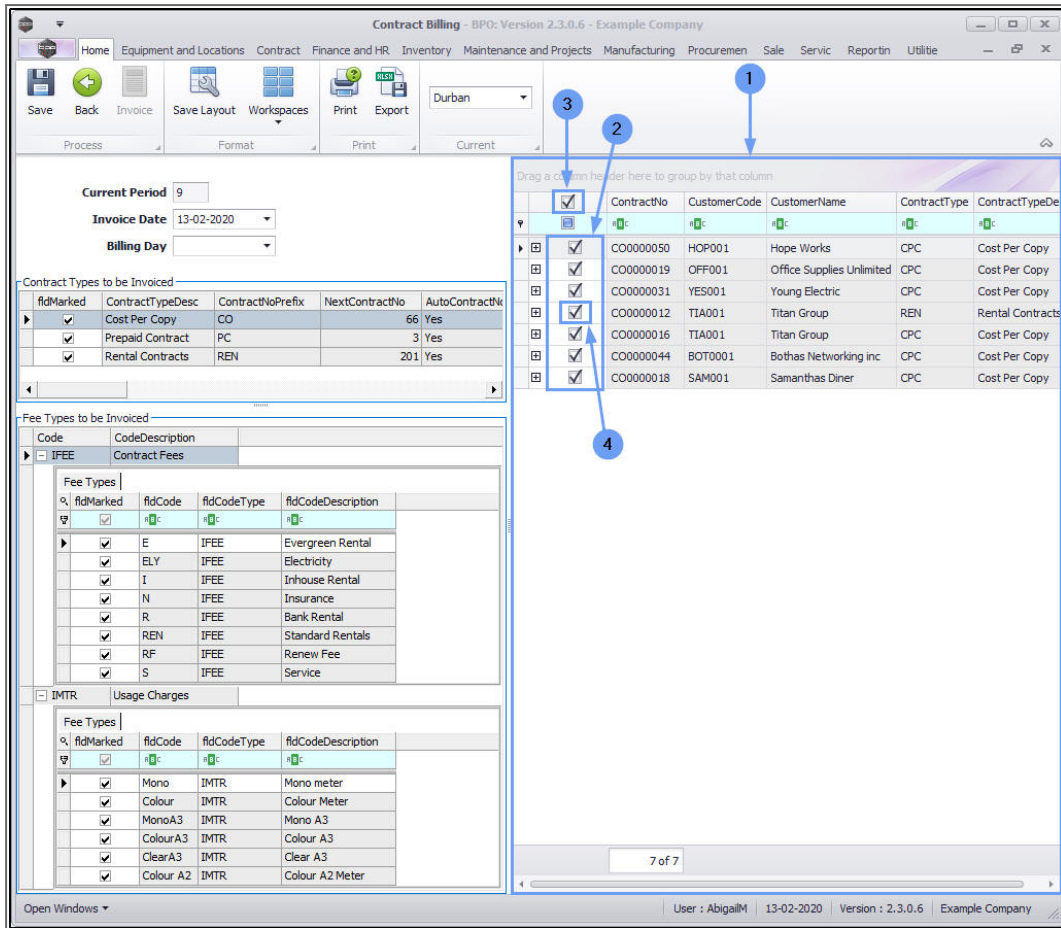 Contract Billing - BPO: Version 2.3.0.6 - Example Company
Home Equipment and Locations Contract Finance and HR Inventory Maintenance and Projects Manufacturing Procuremen Sale Servic Reportin Utilitie
Save Back Invoice Save Layout Workspaces Print Export Durban
Process Format Print Current
1
3
2
4
Current Period 9
Invoice Date 13-02-2020
Billing Day
Contract Types to be Invoiced
fldMarked ContractTypeDesc ContractNoPrefix NextContractNo AutoContractNo
Cost Per Copy CO 66 Yes
Prepaid Contract PC 3 Yes
Rental Contracts REN 201 Yes
Fee Types to be Invoiced
Code CodeDescription
IFEE Contract Fees
Fee Types
fldMarked fldCode fldCodeType fldCodeDescription
E IFEE Evergreen Rental
ELY IFEE Electricity
I IFEE Inhouse Rental
N IFEE Insurance
R IFEE Bank Rental
REN IFEE Standard Rentals
RF IFEE Renew Fee
S IFEE Service
IMTR Usage Charges
Fee Types
fldMarked fldCode fldCodeType fldCodeDescription
Mono IMTR Mono meter
Colour IMTR Colour Meter
MonoA3 IMTR Mono A3
ColourA3 IMTR Colour A3
ClearA3 IMTR Clear A3
Colour A2 IMTR Colour A2 Meter
Drag a column header here to group by that column
ContractNo CustomerCode CustomerName ContractType ContractTypeDe
CO0000050 HOP001 Hope Works CPC Cost Per Copy
CO0000019 OFF001 Office Supplies Unlimited CPC Cost Per Copy
CO0000031 YES001 Young Electric CPC Cost Per Copy
CO0000012 TIA001 Titan Group REN Rental Contracts
CO0000016 TIA001 Titan Group CPC Cost Per Copy
CO0000044 BOT0001 Bothas Networking inc CPC Cost Per Copy
CO0000018 SAM001 Samanthas Diner CPC Cost Per Copy
7 of 7
Open Windows User : AbigailM 13-02-2020 Version : 2.3.0.6 Example Company